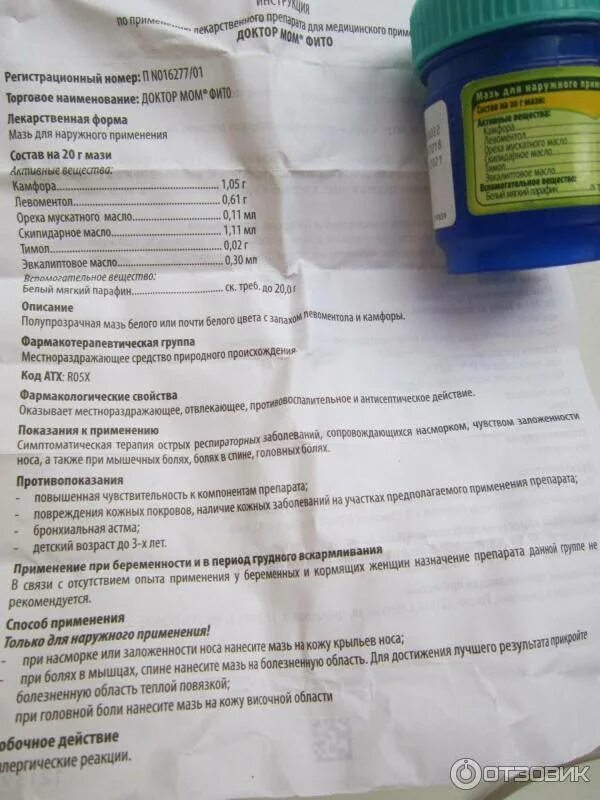 ИНСТРУКЦИЯ
по применению лекарственного препарата для медицинского
ДОКТОР МОМ® ФИТО
Регистрационный номер: П N016277/01
Торговое наименование: ДОКТОР МОМ® ФИТО
Лекарственная форма
Мазь для наружного применения
Состав на 20 г мази
Активные вещества:
Камфора 1,05 г
Левоментол 0,61 г
Ореха мускатного масло 0,11 мл
Скипидарное масло 1,11 мл
Тимол 0,02 г
Эвкалиптовое масло 0,30 мл
Вспомогательное вещество:
Белый мягкий парафин ск. треб. до 20,0 г
Описание
Полупрозрачная мазь белого или почти белого цвета с запахом левоментола и камфоры.
Фармакотерапевтическая группа
Местнораздражающее средство природного происхождения
Код АТХ: R05X
Фармакологические свойства
Оказывает местнораздражающее, отвлекающее, противовоспалительное и антисептическое действие.
Показания к применению
Симптоматическая терапия острых респираторных заболеваний, сопровождающихся насморком, чувством заложенности
носа, а также при мышечных болях, болях в спине, головных болях.
Противопоказания
- повышенная чувствительность к компонентам препарата;
- повреждения кожных покровов, наличие кожных заболеваний на участках предполагаемого применения препарата;
- бронхиальная астма;
- детский возраст до 3-х лет.
Применение при беременности и в период грудного вскармливания
В связи с отсутствием опыта применения у беременных и кормящих женщин назначение препарата данной группе не
рекомендуется.
Способ применения
Только для наружного применения!
- при насморке или заложенности носа нанесите мазь на кожу крыльев носа;
- при болях в мышцах, спине нанесите мазь на болезненную область. Для достижения лучшего результата прикройте
болезненную область теплой повязкой;
при головной боли нанесите мазь на кожу височной области
обочное действие
ллергические реакции.
Мазь для наружного
Состав на 20 г мази:
Активные вещества:
Камфора
Левоментол
Ореха мускатного масло
Скипидарное масло
Тимол
Эвкалиптовое масло
Вспомогательное вещество:
Белый мягкий парафин
ОТЗОВИК